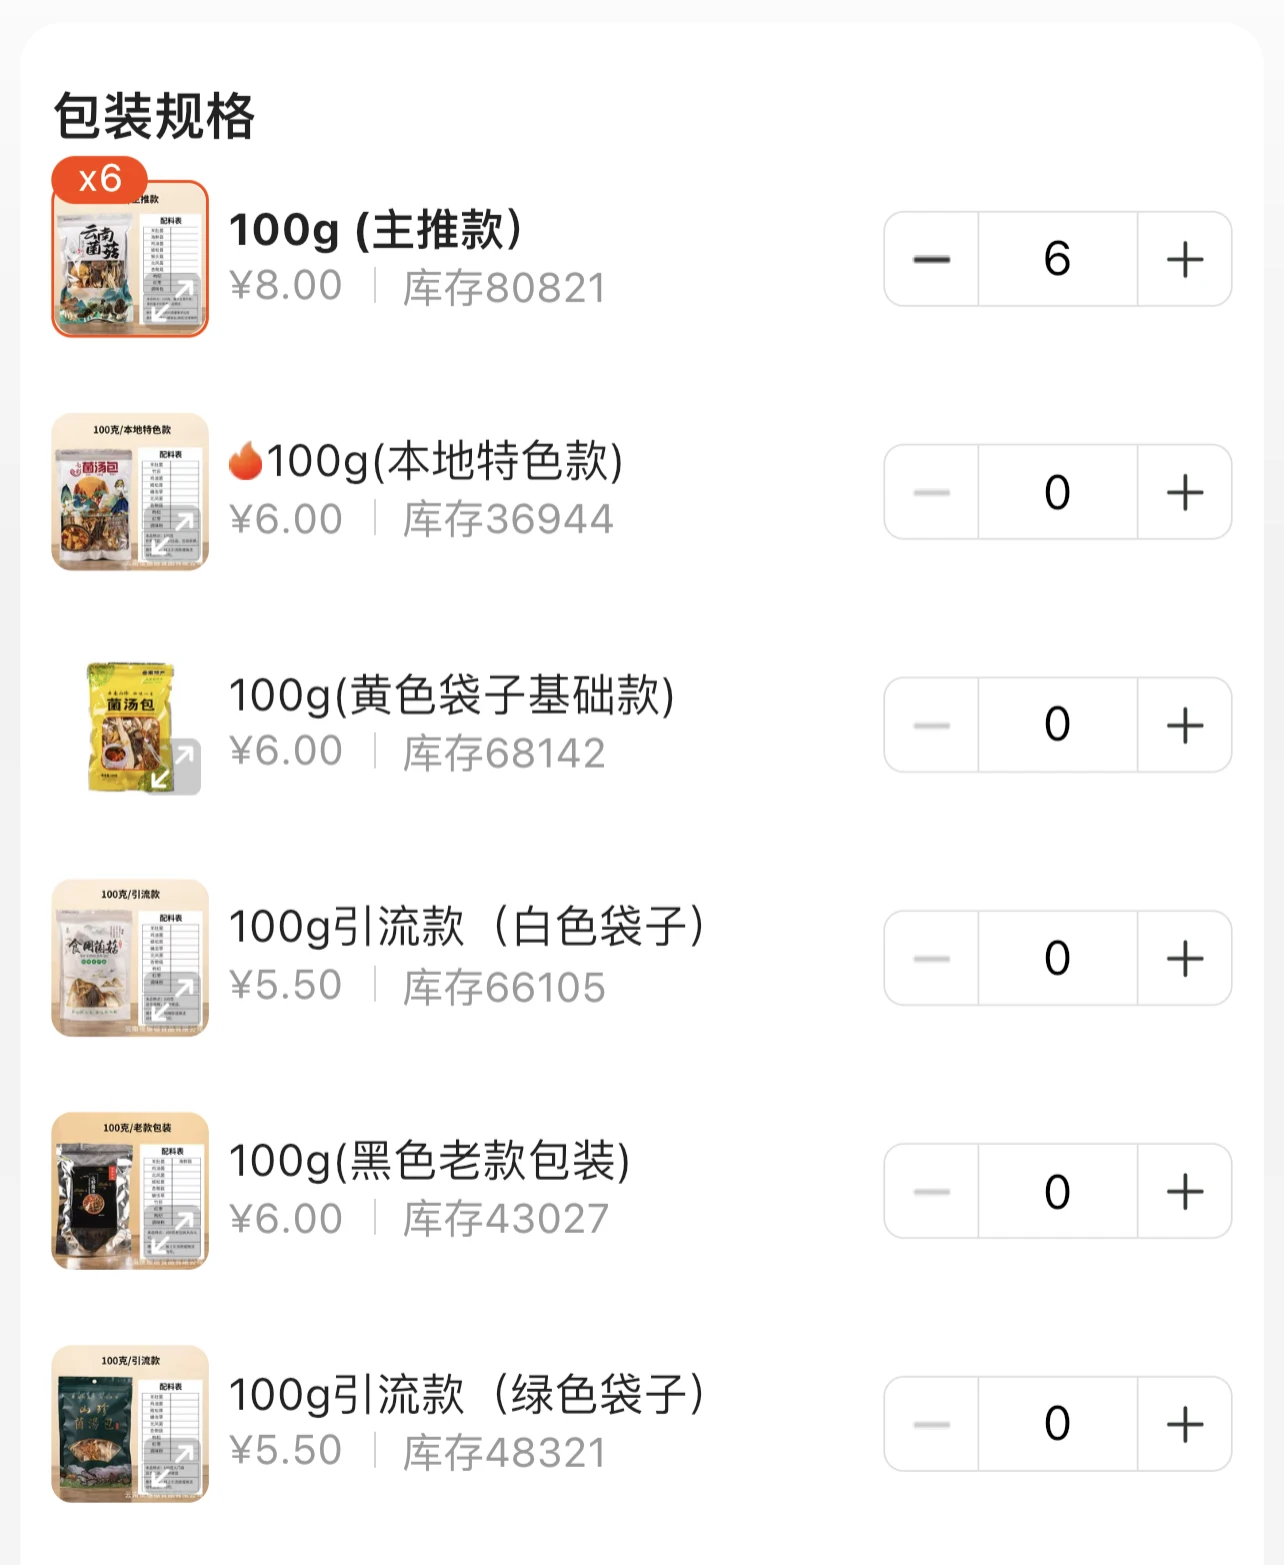 包装规格
x6
主推款
配料表
云南
菌菇
100g (主推款)
¥8.00
库存80821
6
100克/本地特色款
配料表
菌汤包
🔥100g(本地特色款)
¥6.00
库存36944
0
菌汤包
100g(黄色袋子基础款)
¥6.00
库存68142
0
100克/引流款
配料表
食用菌菇
100g引流款（白色袋子）
¥5.50
库存66105
0
100克/老款包装
配料表
100g(黑色老款包装)
¥6.00
库存43027
0
100克/引流款
配料表
山珍
菌汤包
100g引流款（绿色袋子）
¥5.50
库存48321
0